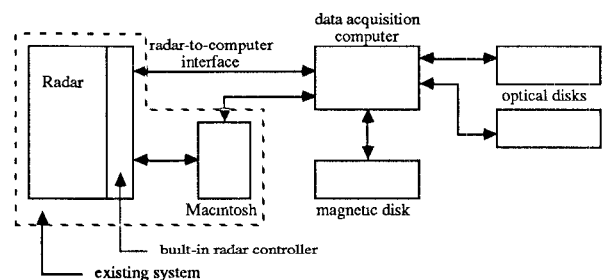 data acquisition
computer
radar-to-computer
interface
Radar
optical disks
Macintosh
magnetic disk
built-in radar controller
existing system